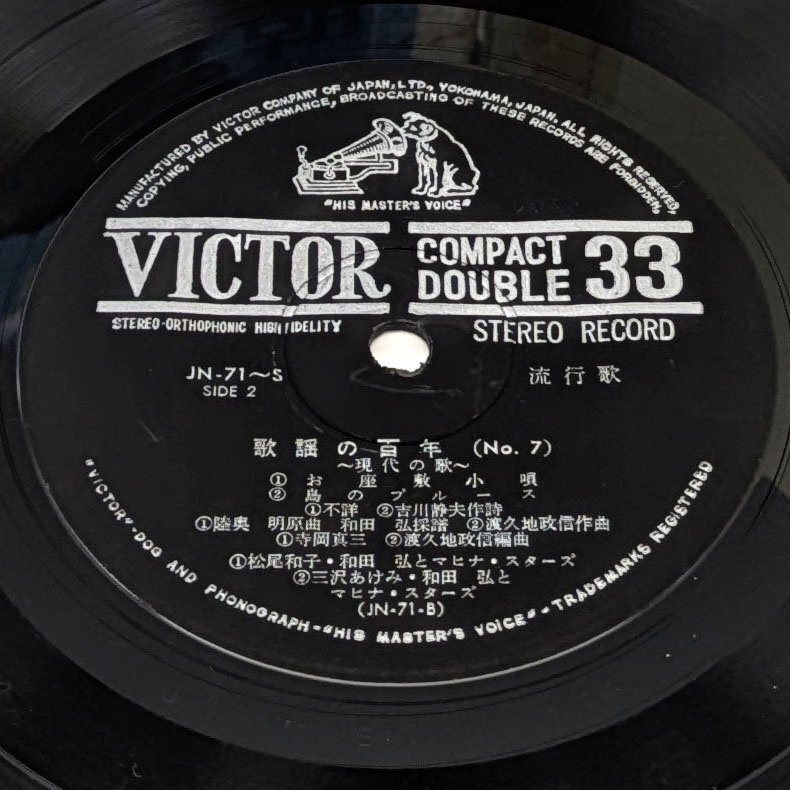 MANUFACTURED BY VICTOR COMPANY OF JAPAN, LTD., YOKOHAMA, JAPAN. ALL RIGHTS RESERVED.
COPYING, PUBLIC PERFORMANCE, BROADCASTING OF THESE RECORDS ARE FORBIDDEN.
"HIS MASTER'S VOICE"
VICTOR COMPACT DOUBLE 33
STEREO-ORTHOPHONIC HIGH FIDELITY
STEREO RECORD
JN-71~S
SIDE 2
流行歌
歌謡の百年 (No. 7)
~現代の歌~
①お座敷小唄
②島のブルース
①不詳 ②吉川静夫作詩
①陸奥 明原曲 和田 弘採譜 ②渡久地政信作曲
①寺岡真三 ②渡久地政信編曲
①松尾和子・和田 弘とマヒナ・スターズ
②三沢あけみ・和田 弘と
マヒナ・スターズ
(JN-71-B)
"VICTOR"-DOG AND PHONOGRAPH-"HIS MASTER'S VOICE"-TRADEMARKS REGISTERED